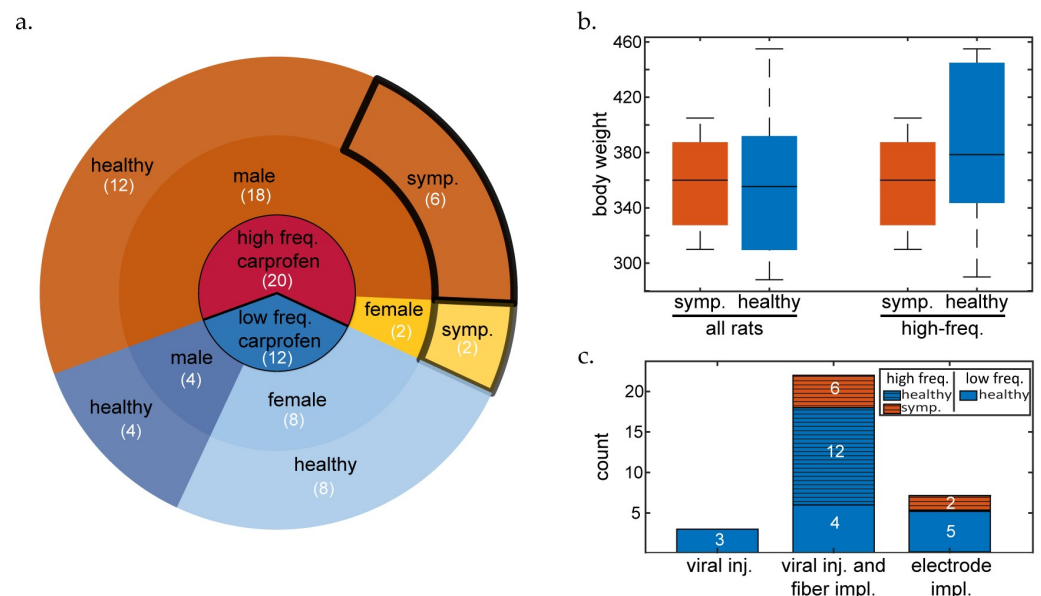 a.
healthy
(12)
male
(18)
symp.
(6)
high freq.
carprofen
(20)
low freq.
carprofen
(12)
female
(2)
symp.
(2)
male
(4)
healthy
(4)
female
(8)
healthy
(8)
b.
body weight
460
420
380
340
300
symp. healthy
all rats
symp. healthy
high-freq.
c.
count
20
15
10
5
high freq. low freq.
healthy healthy
symp.
3
6
12
4
2
5
viral inj.
viral inj. and
fiber impl.
electrode
impl.